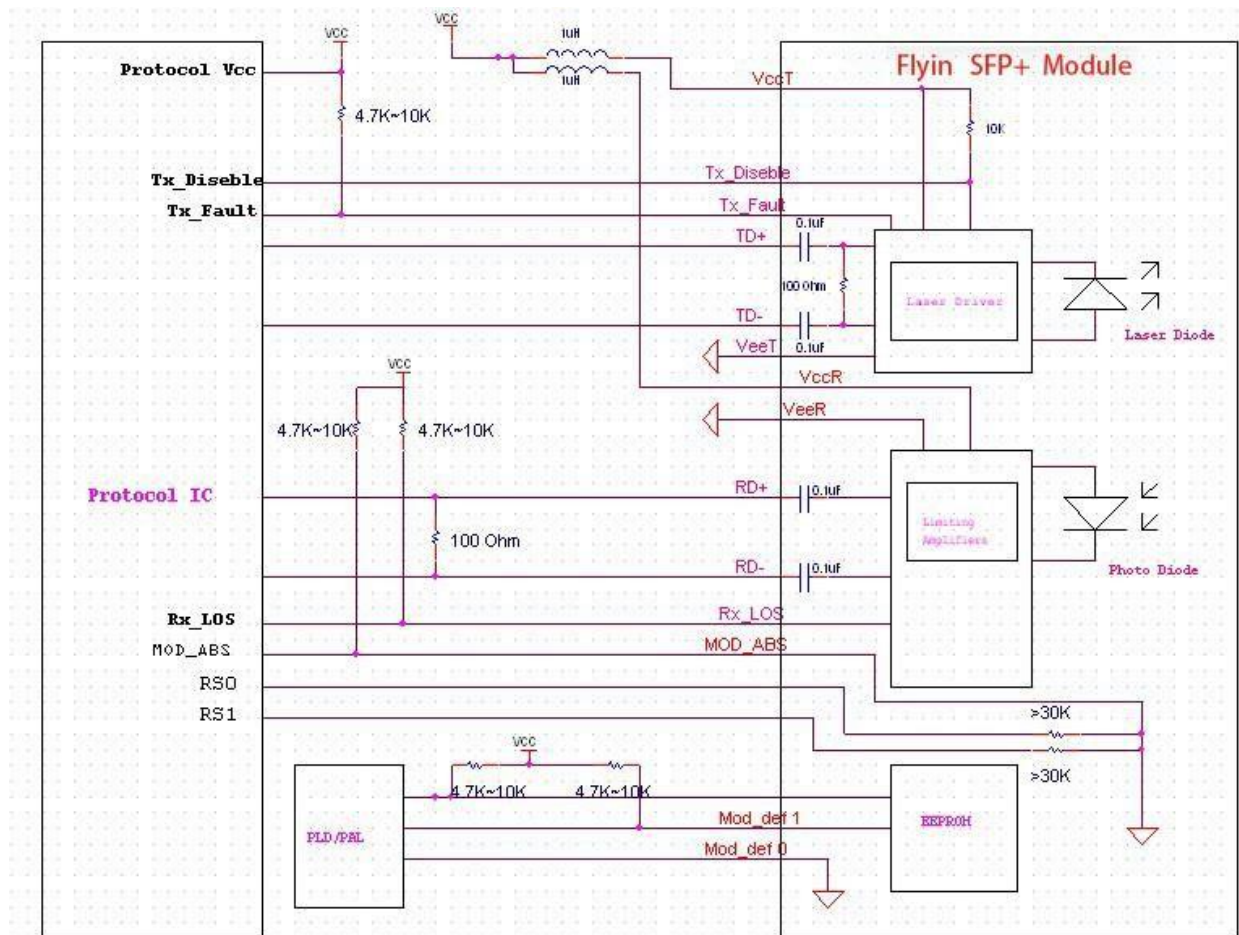 VCC
VCC
1uH
1uH
Protocol Vcc
VccT
Flyin SFP+ Module
4.7K~10K
10K
Tx_Diseble
Tx_Diseble
Tx_Fault
Tx_Fault
0.1uf
TD+
100 Ohm
Laser Driver
TD-
0.1uf
Laser Diode
VeeT
VCC
VccR
VeeR
4.7K~10K
4.7K~10K
Protocol IC
RD+
0.1uf
Limiting
Amplifiers
100 Ohm
RD-
0.1uf
Photo Diode
Rx_LOS
Rx_LOS
MOD_ABS
MOD_ABS
RS0
RS1
>30K
VCC
>30K
4.7K~10K
4.7K~10K
PLD/PAL
Mod_def 1
EEPROM
Mod_def 0